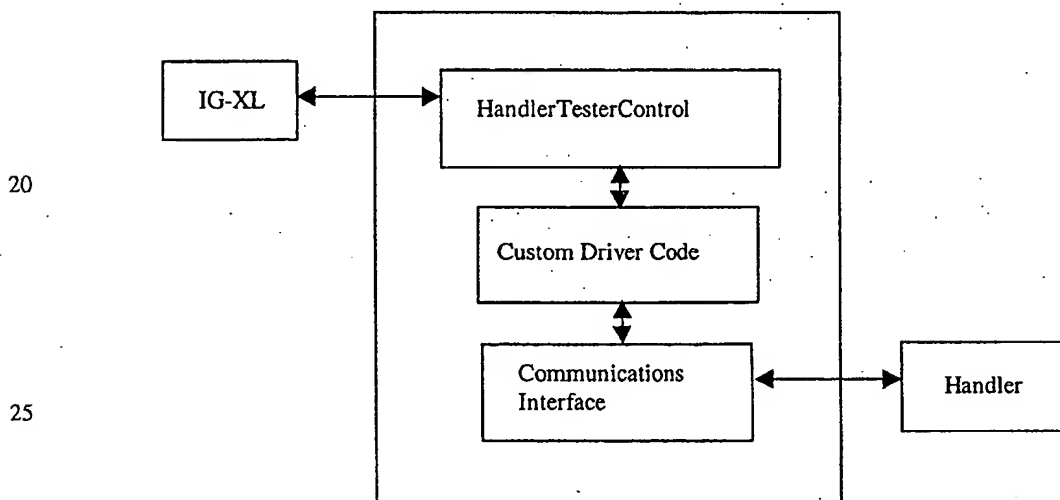 IG-XL
HandlerTesterControl
20
Custom Driver Code
Communications
Interface
Handler
25